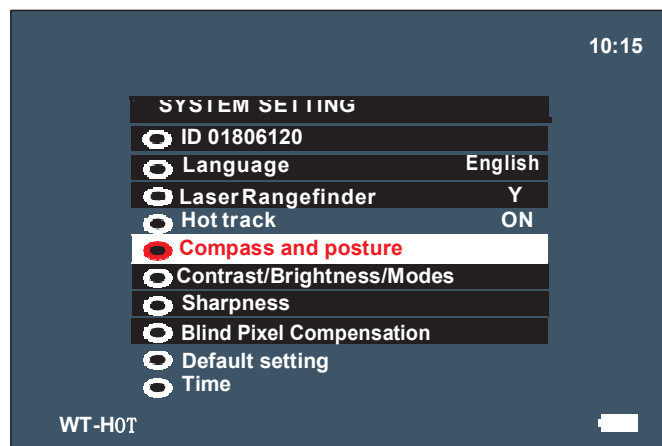 10:15
SYSTEM SETTING
ID 01806120
Language English
Laser Rangefinder Y
Hot track ON
Compass and posture
Contrast/Brightness/Modes
Sharpness
Blind Pixel Compensation
Default setting
Time
WT-HOT